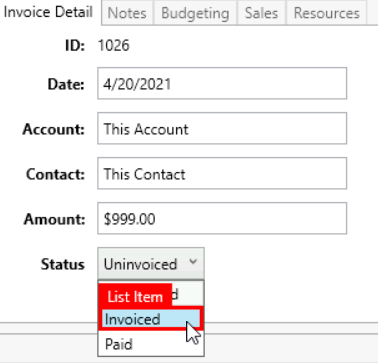 Invoice Detail Notes Budgeting Sales Resources
ID: 1026
Date: 4/20/2021
Account: This Account
Contact: This Contact
Amount: $999.00
Status Uninvoiced
List Item
Invoiced
Paid